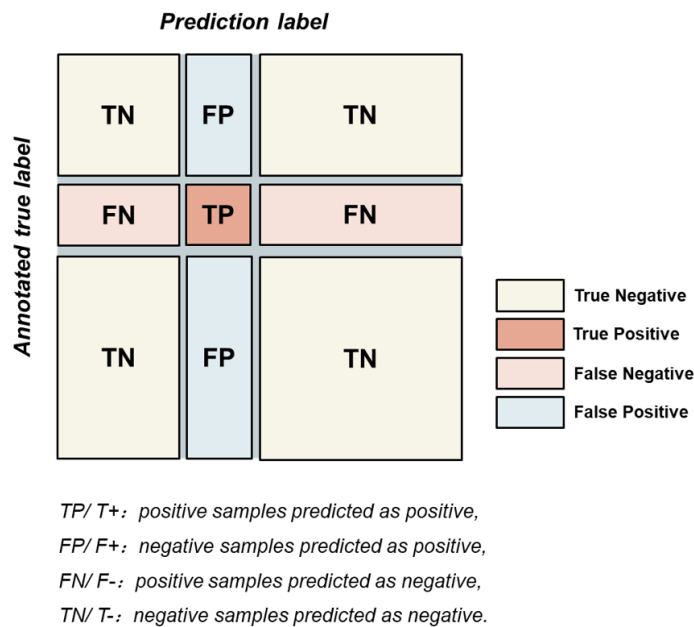 Prediction label
Annotated true label
TN FP TN
FN TP FN
TN FP TN
True Negative
True Positive
False Negative
False Positive
TP/ T+：positive samples predicted as positive,
FP/ F+：negative samples predicted as positive,
FN/ F-：positive samples predicted as negative,
TN/ T-：negative samples predicted as negative.